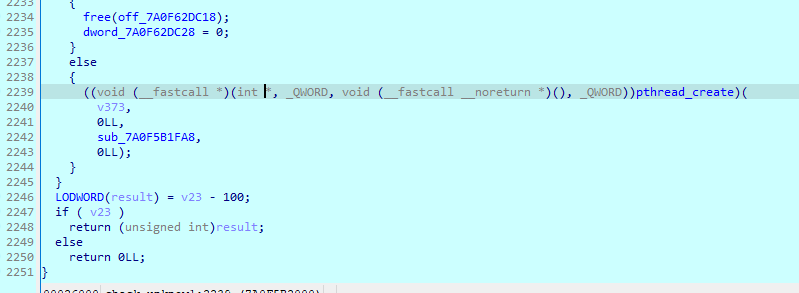 2233 {
2234 free(off_7A0F62DC18);
2235 dword_7A0F62DC28 = 0;
2236 }
2237 else
2238 {
2239 ((void (__fastcall *)(int *, _QWORD, void (__fastcall __noreturn *)(), _QWORD))pthread_create)(
2240 v373,
2241 0LL,
2242 sub_7A0F5B1FA8,
2243 0LL);
2244 }
2245 }
2246 LODWORD(result) = v23 - 100;
2247 if ( v23 )
2248 return (unsigned int)result;
2249 else
2250 return 0LL;
2251 }